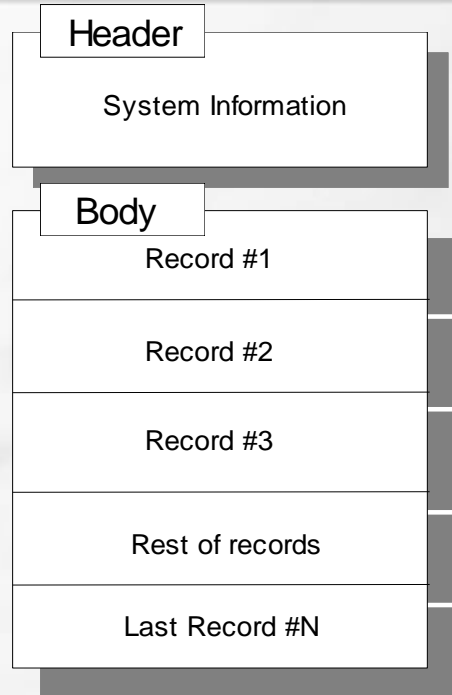 Header
System Information
Body
Record #1
Record #2
Record #3
Rest of records
Last Record #N